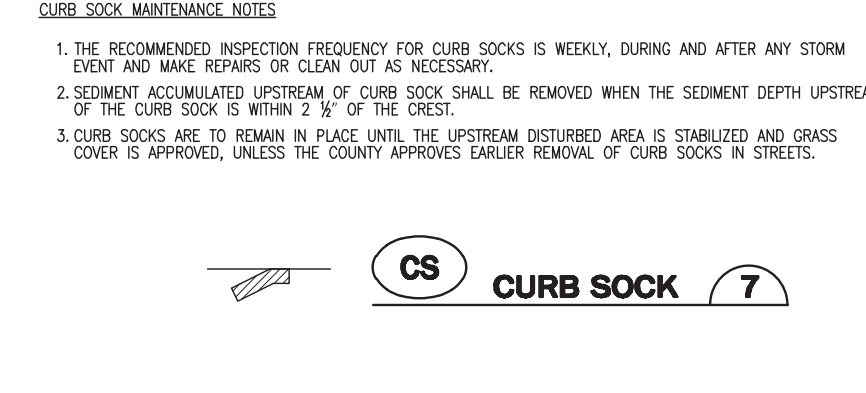 CURB SOCK MAINTENANCE NOTES
1. THE RECOMMENDED INSPECTION FREQUENCY FOR CURB SOCKS IS WEEKLY, DURING AND AFTER ANY STORM
EVENT AND MAKE REPAIRS OR CLEAN OUT AS NECESSARY.
2. SEDIMENT ACCUMULATED UPSTREAM OF CURB SOCK SHALL BE REMOVED WHEN THE SEDIMENT DEPTH UPSTREA
OF THE CURB SOCK IS WITHIN 2 ½" OF THE CREST.
3. CURB SOCKS ARE TO REMAIN IN PLACE UNTIL THE UPSTREAM DISTURBED AREA IS STABILIZED AND GRASS
COVER IS APPROVED, UNLESS THE COUNTY APPROVES EARLIER REMOVAL OF CURB SOCKS IN STREETS.
CS CURB SOCK 7